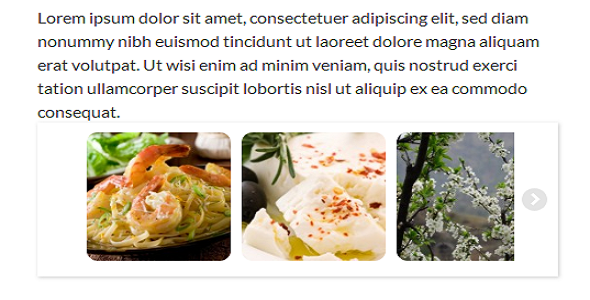 Lorem ipsum dolor sit amet, consectetuer adipiscing elit, sed diam
nonummy nibh euismod tincidunt ut laoreet dolore magna aliquam
erat volutpat. Ut wisi enim ad minim veniam, quis nostrud exerci
tation ullamcorper suscipit lobortis nisl ut aliquip ex ea commodo
consequat.